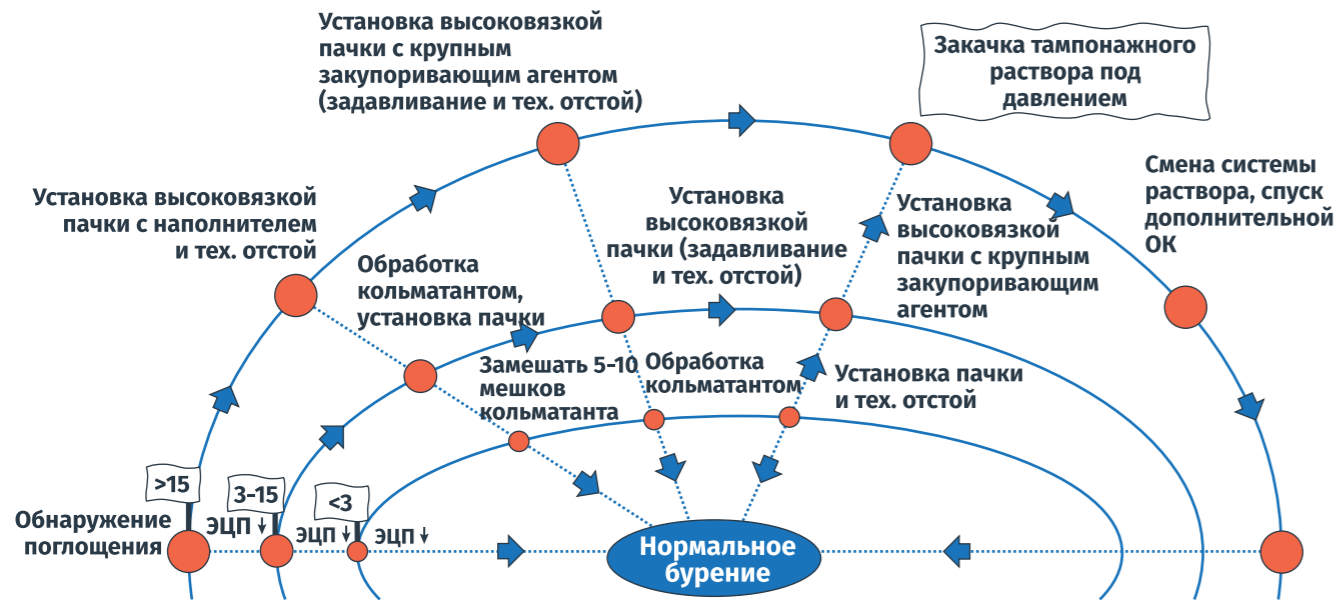 Установка высоковязкой
пачки с крупным
закупоривающим агентом
(задавливание и тех. отстой)
Закачка тампонажного
раствора под
давлением
Установка высоковязкой
пачки с наполнителем
и тех. отстой
Обработка
кольматантом,
установка пачки
Установка
высоковязкой
пачки (задавливание
и тех. отстой)
Установка
высоковязкой
пачки с крупным
закупоривающим
агентом
Смена системы
раствора, спуск
дополнительной
ОК
Замешать 5-10
мешков
кольматанта
Обработка
кольматантом
Установка пачки
и тех. отстой
>15
3-15
<3
Обнаружение
поглощения
ЭЦП ↓
ЭЦП ↓
ЭЦП ↓
Нормальное
бурение